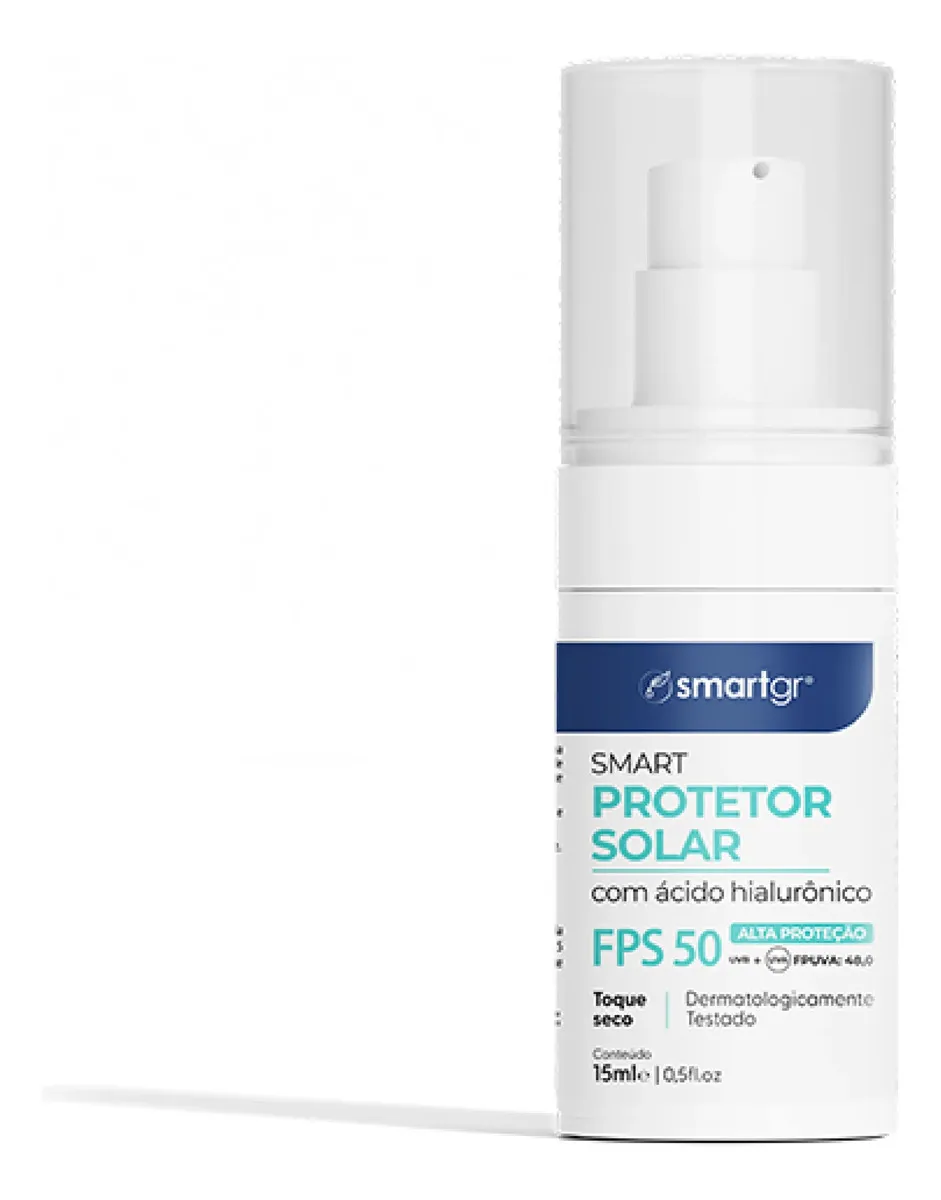 smartgr®
SMART
PROTETOR
SOLAR
com ácido hialurônico
FPS 50 ALTA PROTEÇÃO
UVB + UVA FPUVA: 48,0
Toque seco
Dermatologicamente Testado
Conteúdo
15ml℮ | 0,5fl.oz